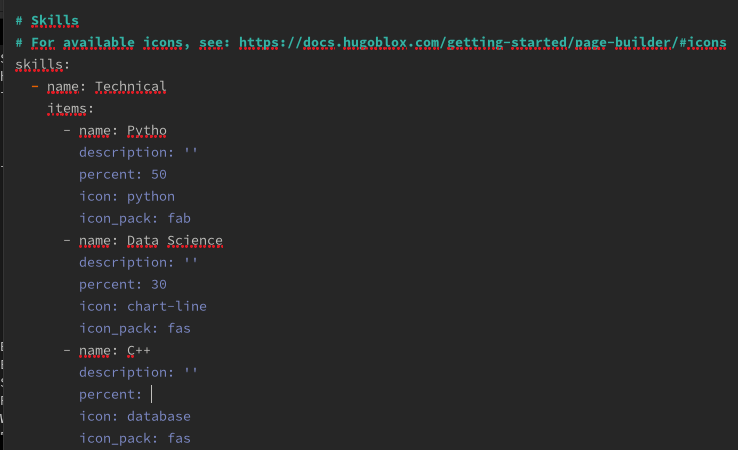 # Skills
# For available icons, see: https://docs.hugoblox.com/getting-started/page-builder/#icons
skills:
  - name: Technical
    items:
      - name: Pytho
        description: ''
        percent: 50
        icon: python
        icon_pack: fab
      - name: Data Science
        description: ''
        percent: 30
        icon: chart-line
        icon_pack: fas
      - name: C++
        description: ''
        percent:
        icon: database
        icon_pack: fas